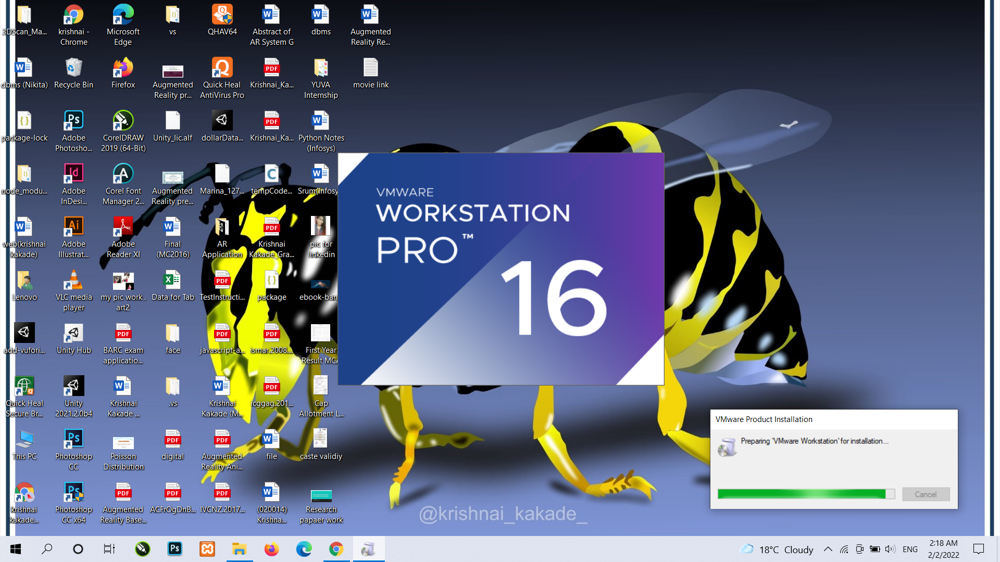 3DScan_Ma...
krishnai -
Chrome
Microsoft
Edge
vs
QHAV64
Abstract of
AR System G
dbms
Augmented
Reality Re...
dbms (Nikita)
Recycle Bin
Firefox
Augmented
Reality pr...
Quick Heal
AntiVirus Pro
Krishnai_Ka...
YUVA
Internship
movie link
package-lock
Adobe
Photosho...
CorelDRAW
2019 (64-Bit)
Unity_lic.alf
dollarData...
Krishnai_Ka...
Python Notes
(Infosys)
node_modu...
Adobe
InDesi...
Corel Font
Manager 2...
Augmented
Reality pre...
Marina_127...
tempCode...
Srum(Infosy
web(krishnai
kakade)
Adobe
Illustrat...
Adobe
Reader XI
Final
(MC2016)
AR
Application
Krishnai
Kakade_Gra...
pic for
linkedin
Lenovo
VLC media
player
my pic work .
art2
Data for Tab
TestInstructi...
package
ebook-ban
add-vufori...
Unity Hub
BARC exam
applicatio...
face
javascript-a...
ismar.2008....
First Year
Result MCA
Quick Heal
Secure Br...
Unity
2021.2.0b4
Krishnai
Kakade ...
.vs
Krishnai
Kakade (M...
icggag.201...
Cap
Allotment L...
This PC
Photoshop
CC
Poisson
Distribution
digital
Augmented
Reality Ani...
file
caste validiy
krishnai
kakade...
Photoshop
CC x64
Augmented
Reality Base...
ACFrOgDnB...
IVCNZ.2017...
(020014)
Krishna...
Research
papaer work
VMWARE
WORKSTATION
PRO™
16
VMware Product Installation
Preparing 'VMware Workstation' for installation...
Cancel
@krishnai_kakade_
18°C Cloudy
ENG
2:18 AM
2/2/2022